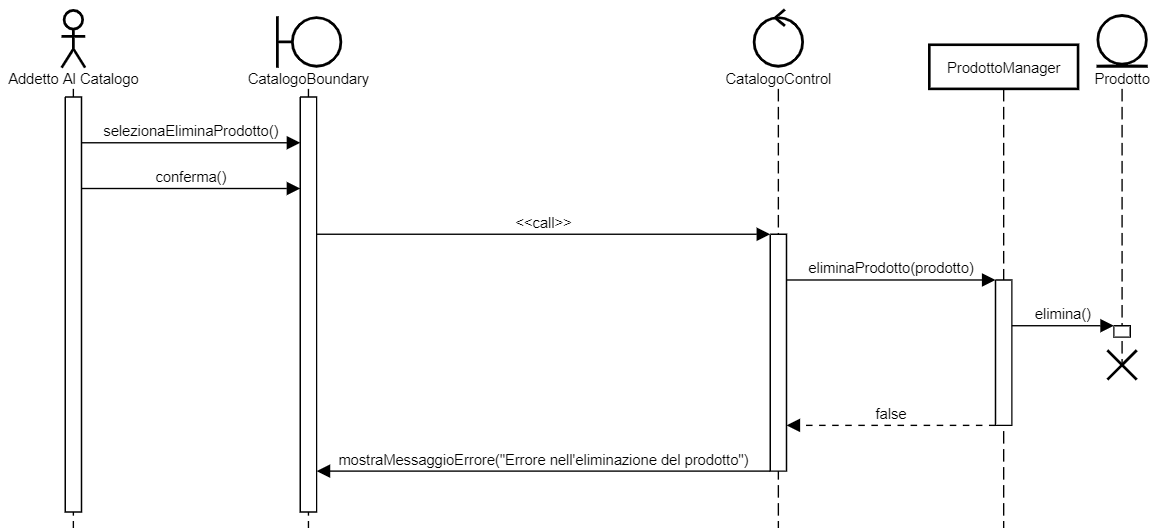 ProdottoManager
Addetto Al Catalogo
CatalogoBoundary
CatalogoControl
Prodotto
selezionaEliminaProdotto()
conferma()
<<call>>
eliminaProdotto(prodotto)
elimina()
false
mostraMessaggioErrore("Errore nell'eliminazione del prodotto")